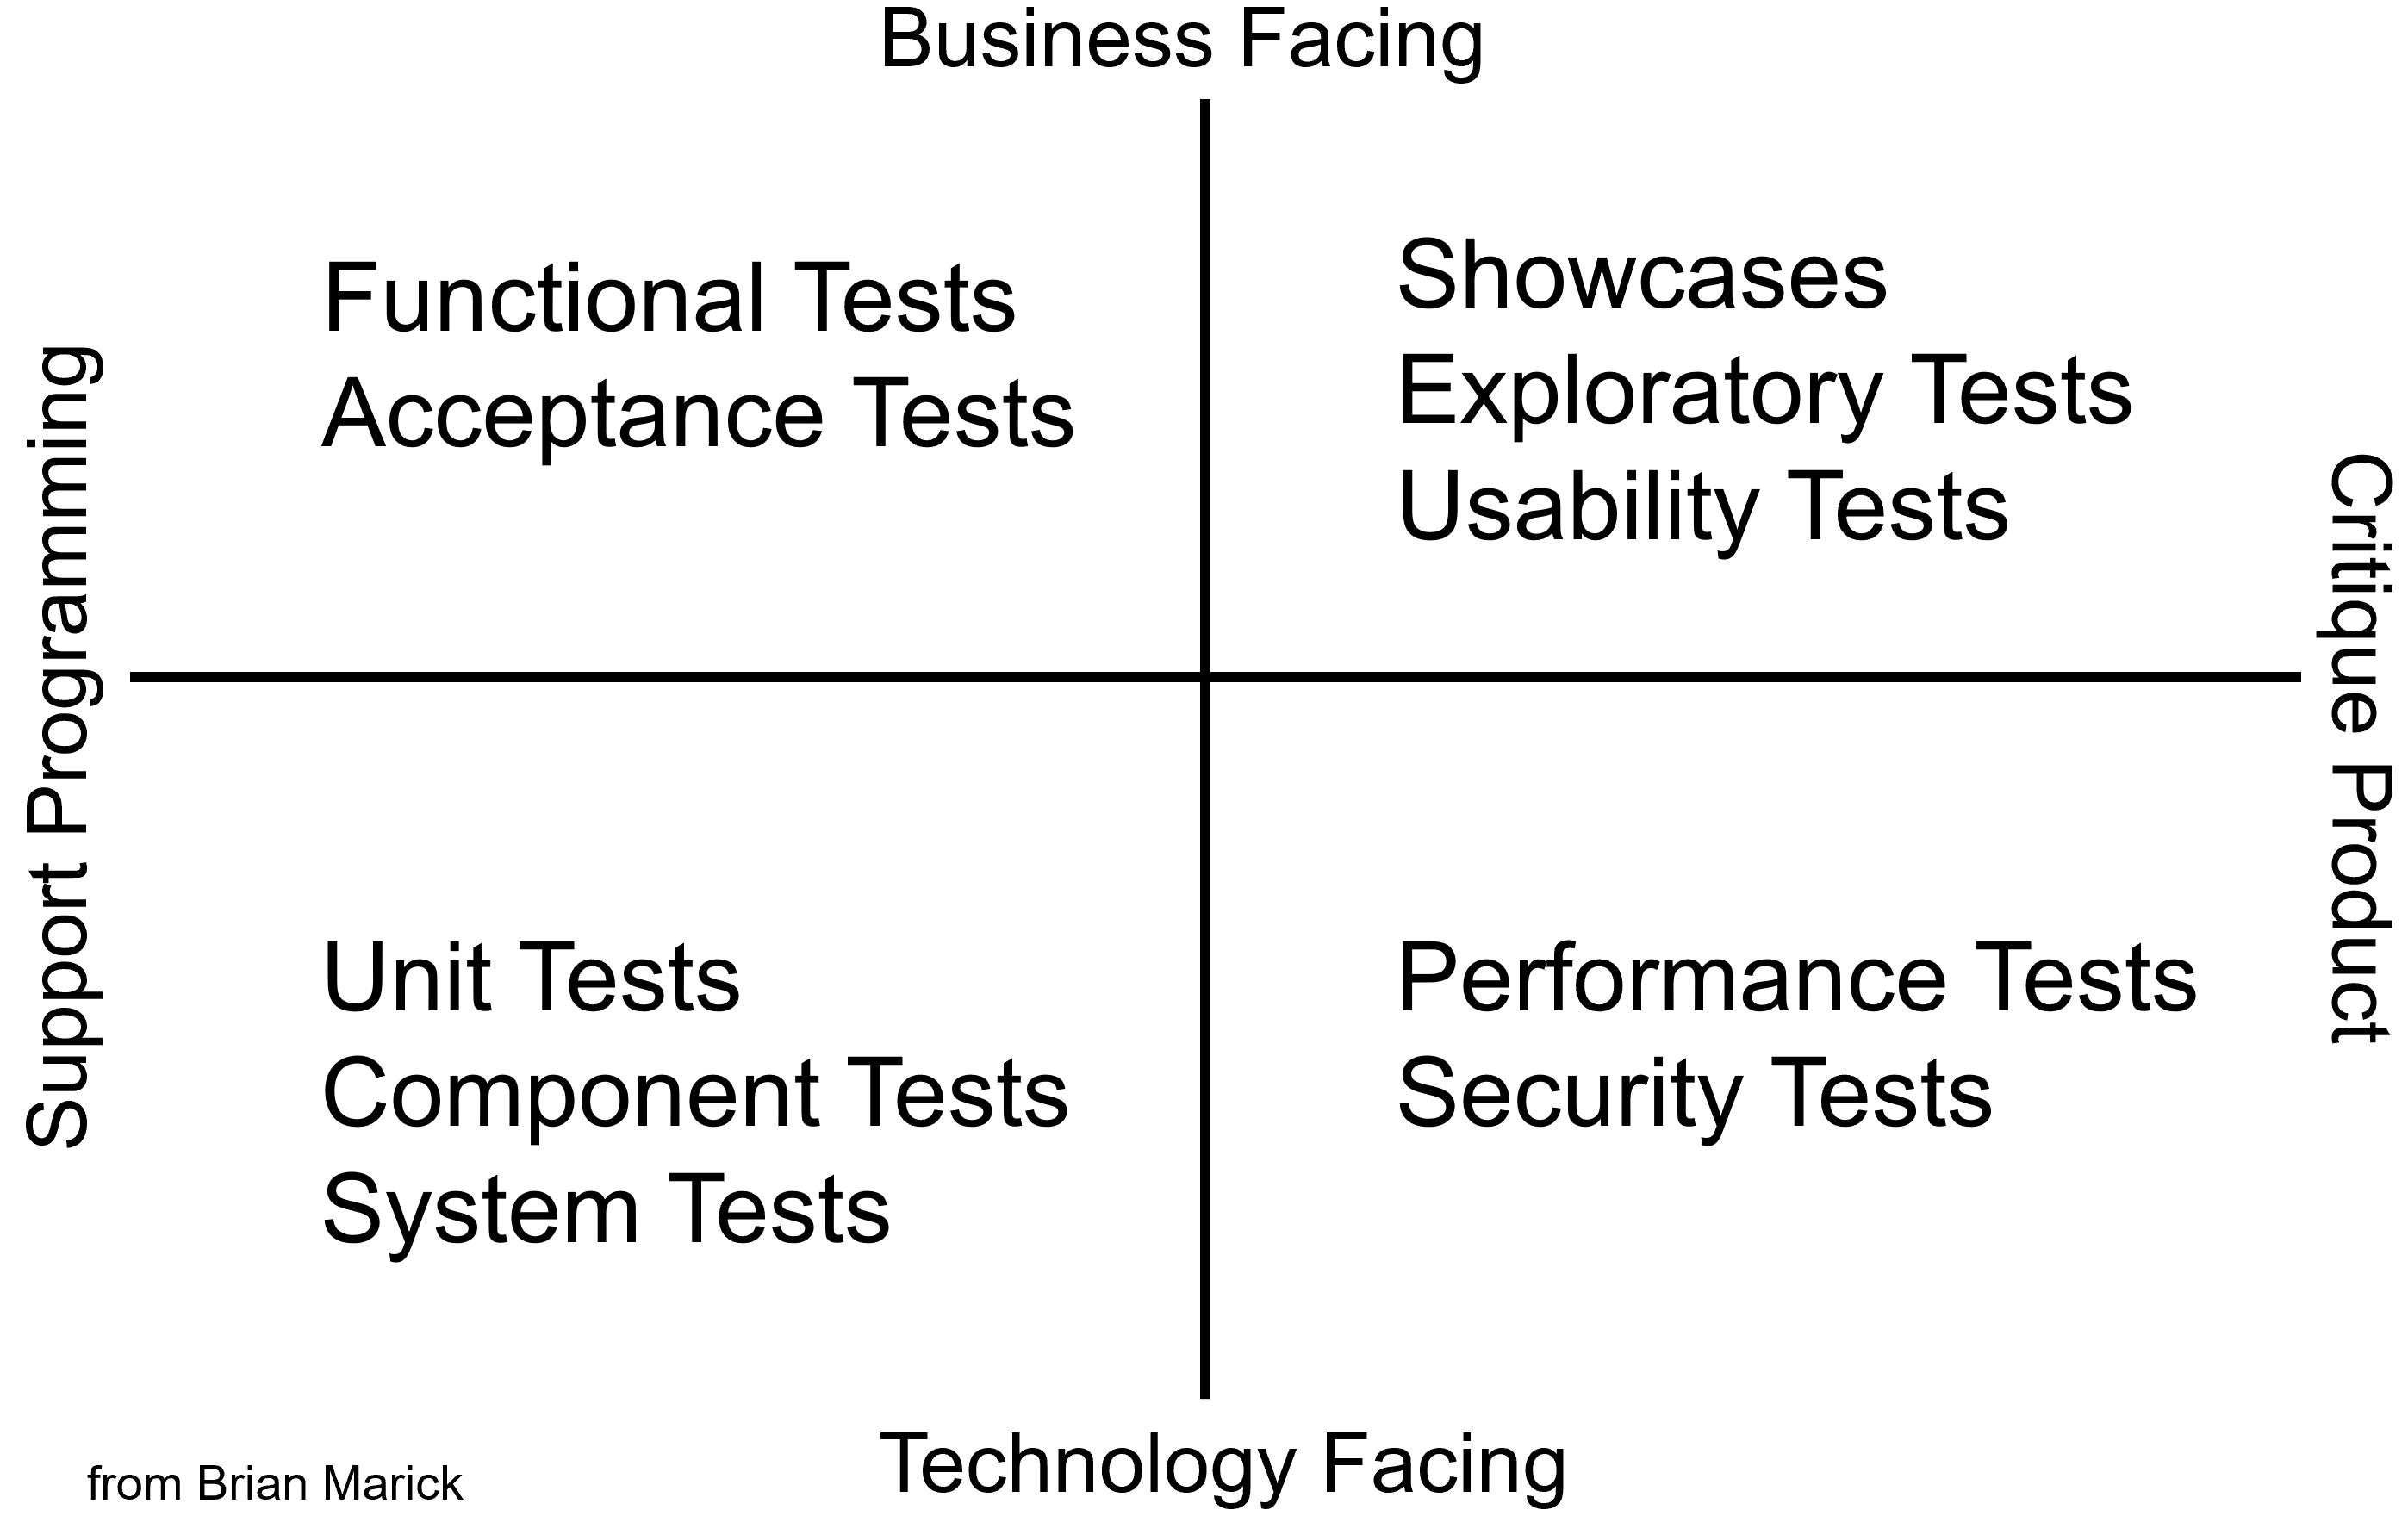 Business Facing
Functional Tests
Acceptance Tests
Showcases
Exploratory Tests
Usability Tests
Support Programming
Critique Product
Unit Tests
Component Tests
System Tests
Performance Tests
Security Tests
Technology Facing
from Brian Marick